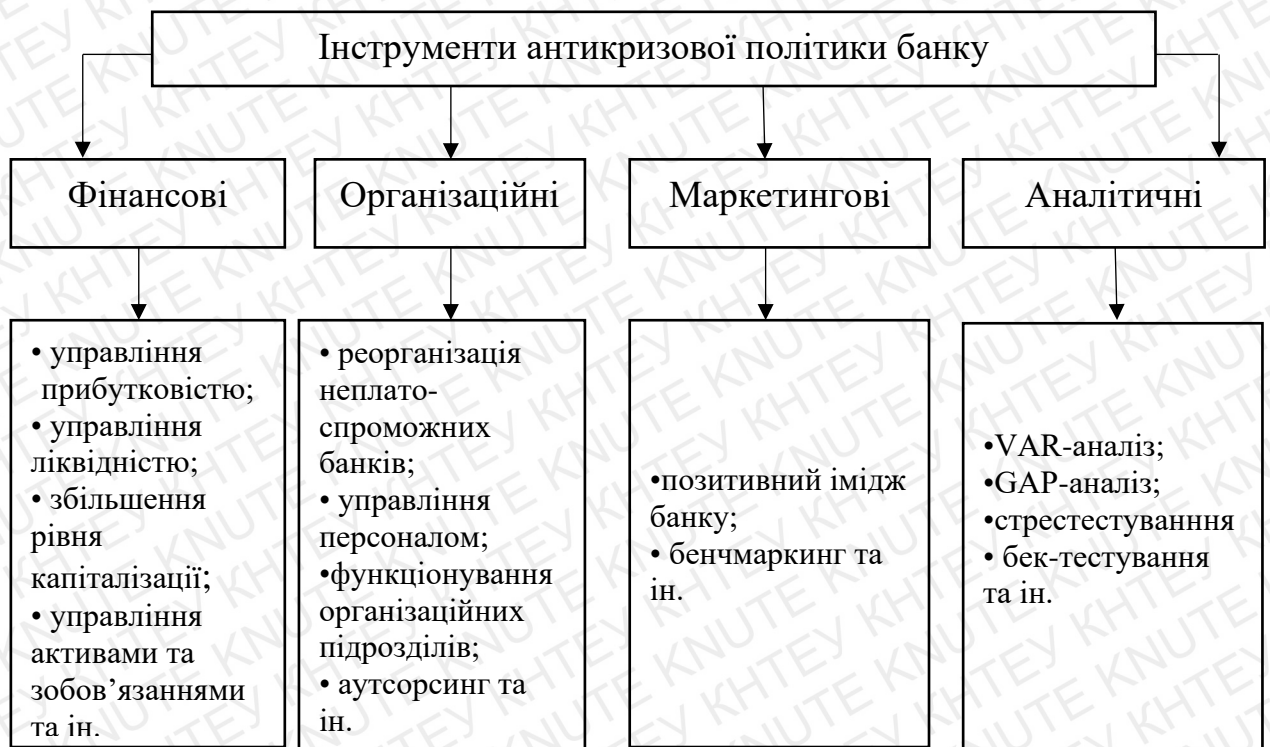 Інструменти антикризової політики банку
Фінансові
Організаційні
Маркетингові
Аналітичні
• управління
прибутковістю;
• управління
ліквідністю;
• збільшення
рівня
капіталізації;
• управління
активами та
зобов’язаннями
та ін.
• реорганізація
неплато-
спроможних
банків;
• управління
персоналом;
•функціонування
організаційних
підрозділів;
• аутсорсинг та
ін.
•позитивний імідж
банку;
• бенчмаркинг та
ін.
•VAR-аналіз;
•GAP-аналіз;
•стрестестуванння
• бек-тестування
та ін.